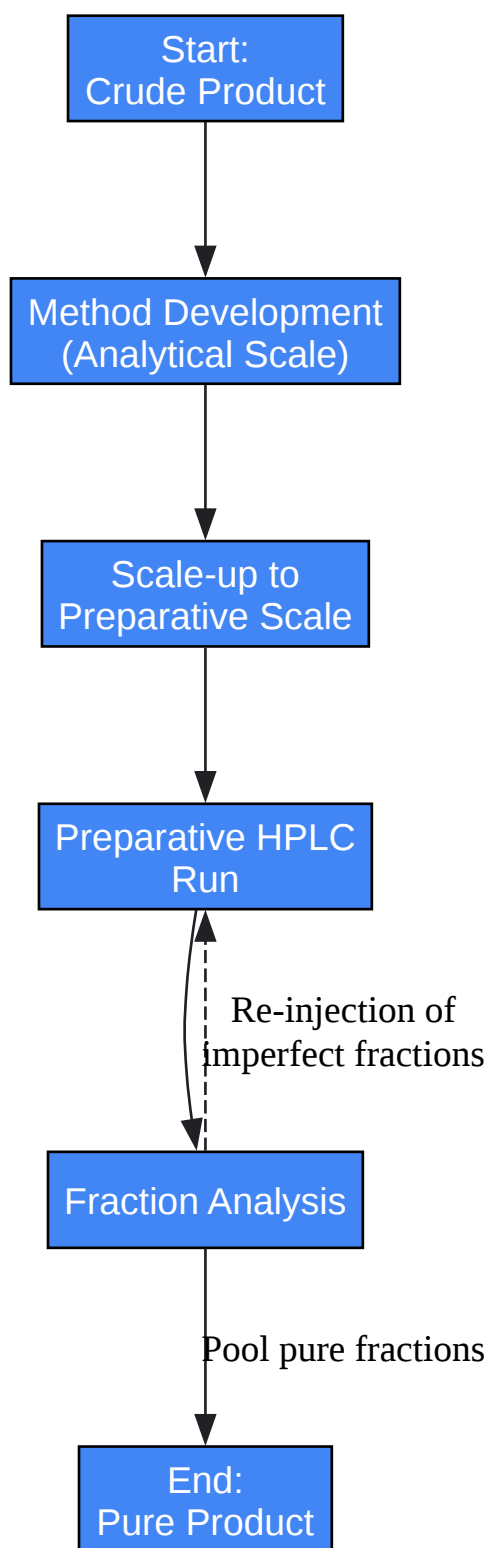 Start:
Crude Product
Method Development
(Analytical Scale)
Scale-up to
Preparative Scale
Preparative HPLC
Run
Re-injection of
imperfect fractions
Fraction Analysis
Pool pure fractions
End:
Pure Product